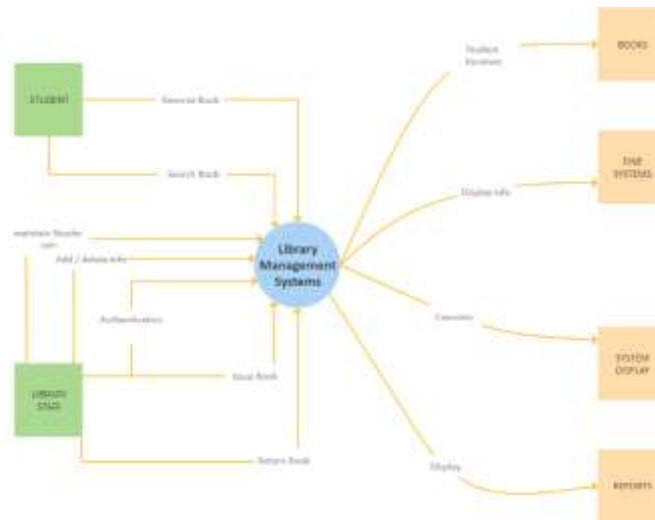 BOOKS
Student
STUDENT
Reserve Book
Search Book
FINE
SYSTEMS
Display Info
Add / delete info
Library
Management
Systems
Authentication
SYSTEM
DISPLAY
LIBRARY
STAFF
Issue Book
Return Book
Display
REPORTS